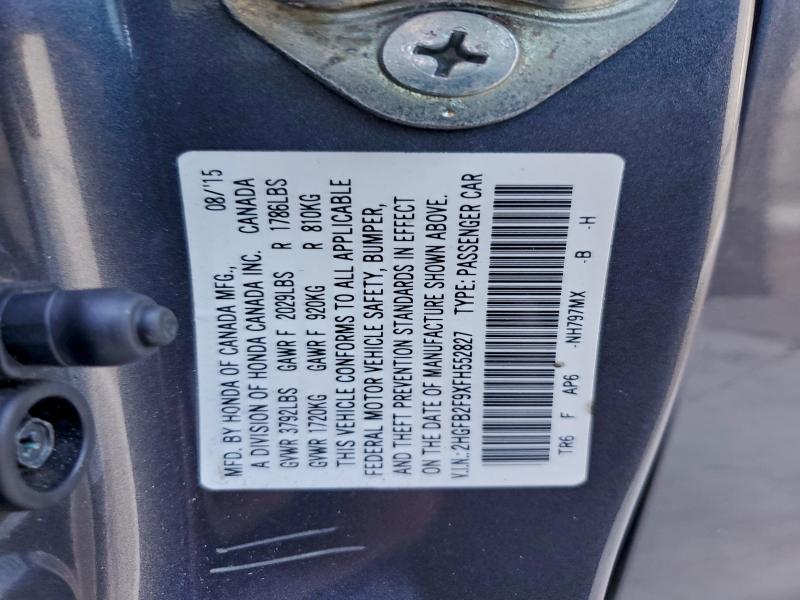 MFD. BY HONDA OF CANADA MFG., 08/'15
A DIVISION OF HONDA CANADA INC. CANADA
GVWR 3792LBS GAWR F 2029LBS R 1786LBS
GVWR 1720KG GAWR F 920KG R 810KG
THIS VEHICLE CONFORMS TO ALL APPLICABLE
FEDERAL MOTOR VEHICLE SAFETY, BUMPER,
AND THEFT PREVENTION STANDARDS IN EFFECT
ON THE DATE OF MANUFACTURE SHOWN ABOVE.
V.I.N.: 2HGFB2F9XFH552827 TYPE: PASSENGER CAR
TR6 F AP6 -NH797MX -B -H